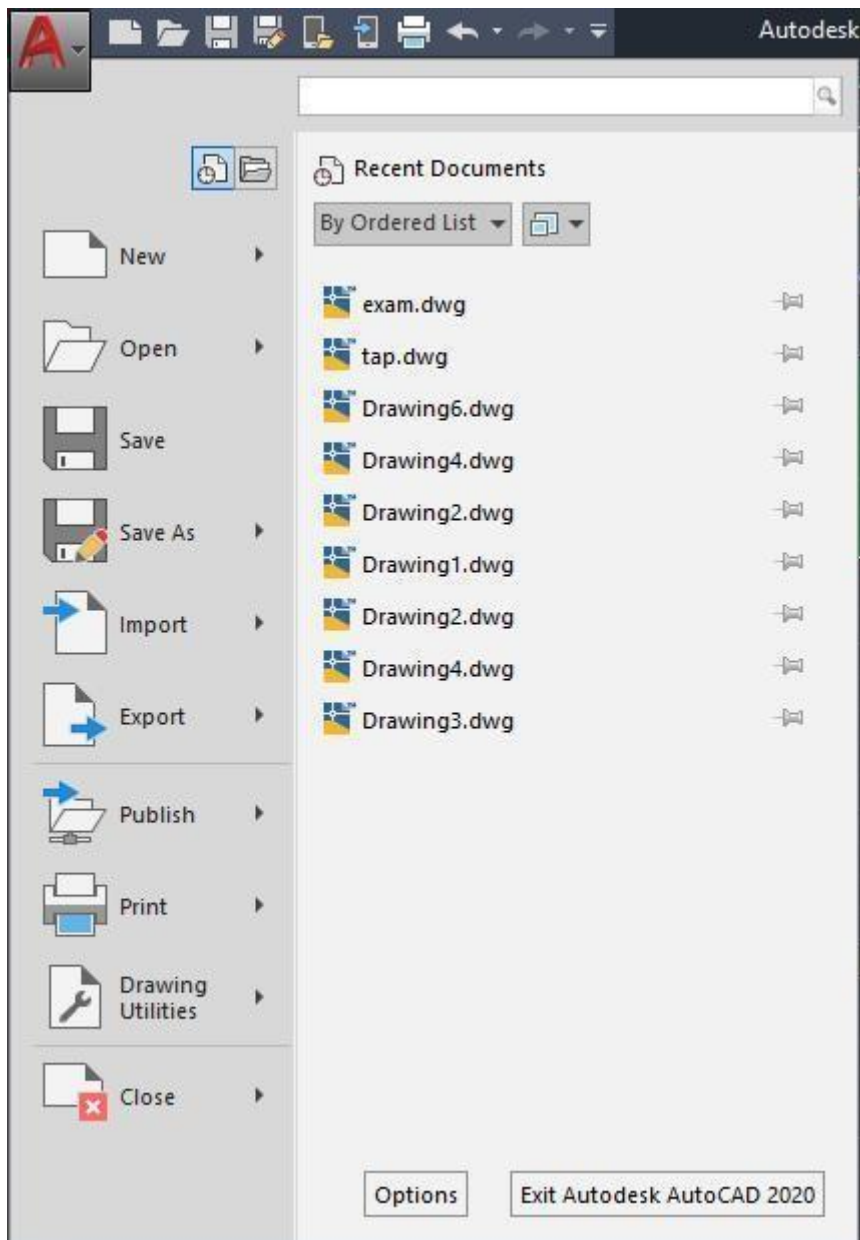 Autodesk
Recent Documents
By Ordered List
New
Open
Save
Save As
Import
Export
Publish
Print
Drawing
Utilities
Close
exam.dwg
tap.dwg
Drawing6.dwg
Drawing4.dwg
Drawing2.dwg
Drawing1.dwg
Drawing2.dwg
Drawing4.dwg
Drawing3.dwg
Options
Exit Autodesk AutoCAD 2020